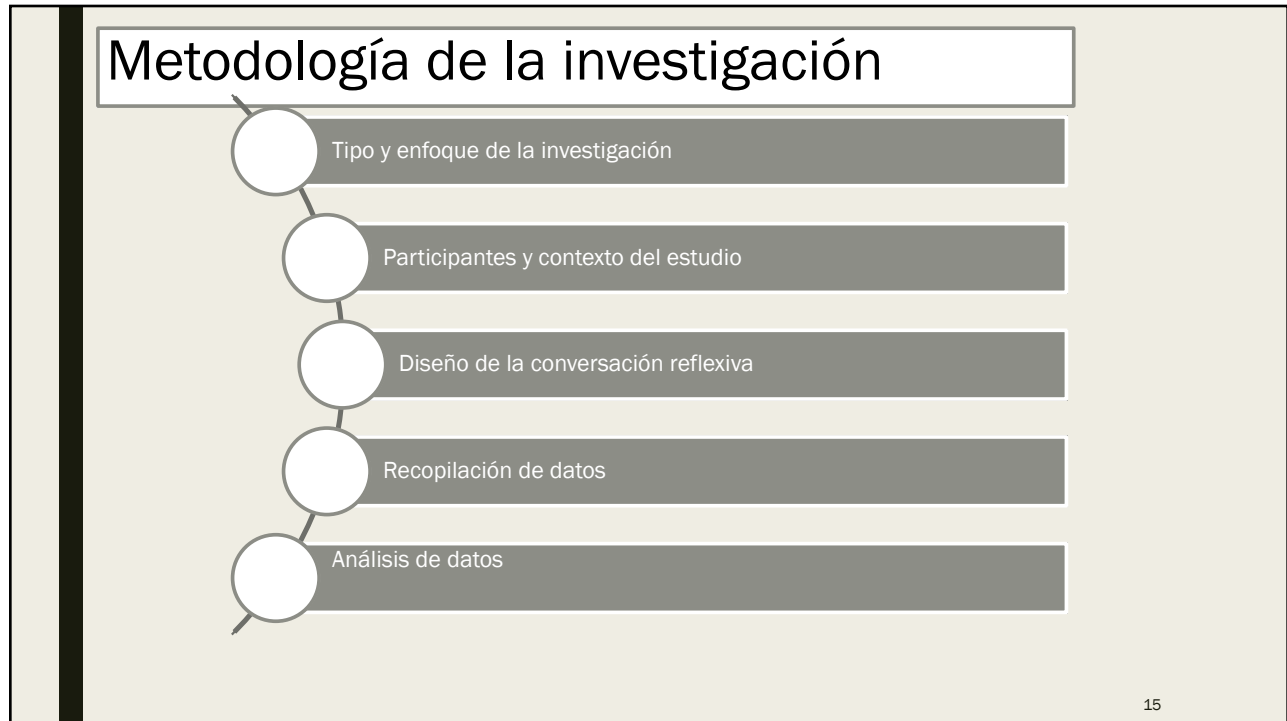 Metodología de la investigación
Tipo y enfoque de la investigación
Participantes y contexto del estudio
Diseño de la conversación reflexiva
Recopilación de datos
Análisis de datos
15